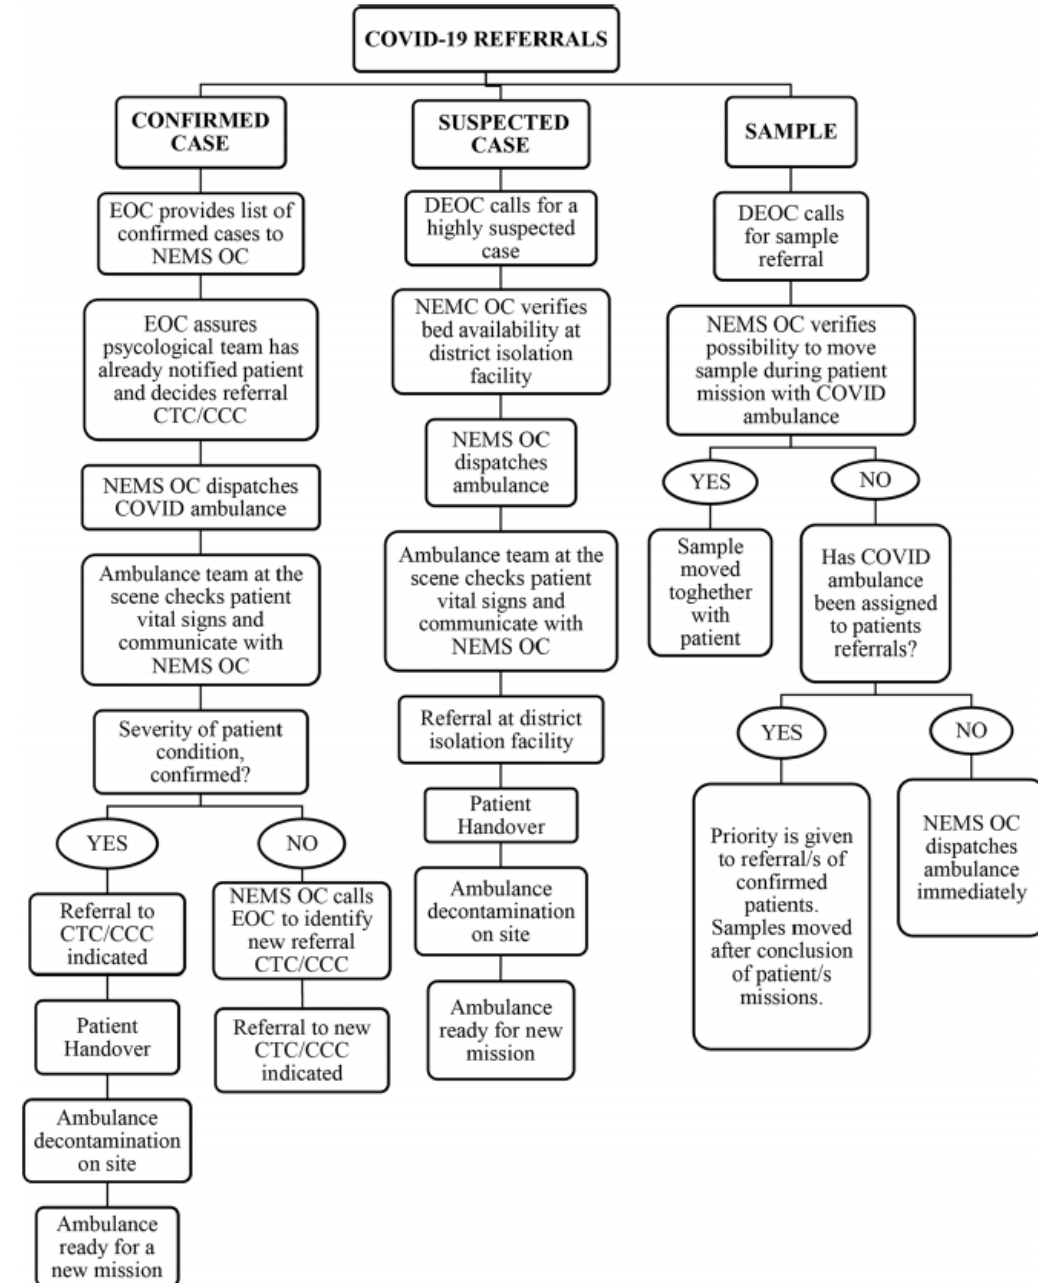 COVID-19 REFERRALS
CONFIRMED
CASE
EOC provides list of
confirmed cases to
NEMS OC
EOC assures
psycological team has
already notified patient
and decides referral
CTC/CCC
NEMS OC dispatches
COVID ambulance
Ambulance team at the
scene checks patient
vital signs and
communicate with
NEMS OC
Severity of patient
condition,
confirmed?
YES
Referral to
CTC/CCC
indicated
Patient
Handover
Ambulance
decontamination
on site
Ambulance
ready for a
new mission
NO
NEMS OC calls
EOC to identify
new referral
CTC/CCC
Referral to new
CTC/CCC
indicated
SUSPECTED
CASE
DEOC calls for a
highly suspected
case
NEMC OC verifies
bed availability at
district isolation
facility
NEMS OC
dispatches
ambulance
Ambulance team at the
scene checks patient
vital signs and
communicate with
NEMS OC
Referral at district
isolation facility
Patient
Handover
Ambulance
decontamination
on site
Ambulance
ready for new
mission
SAMPLE
DEOC calls
for sample
referral
NEMS OC verifies
possibility to move
sample during patient
mission with COVID
ambulance
YES
Sample
moved
toghether
with
patient
NO
Has COVID
ambulance
been assigned
to patients
referrals?
YES
Priority is given
to referral/s of
confirmed
patients.
Samples moved
after conclusion
of patient/s
missions.
NO
NEMS OC
dispatches
ambulance
immediately